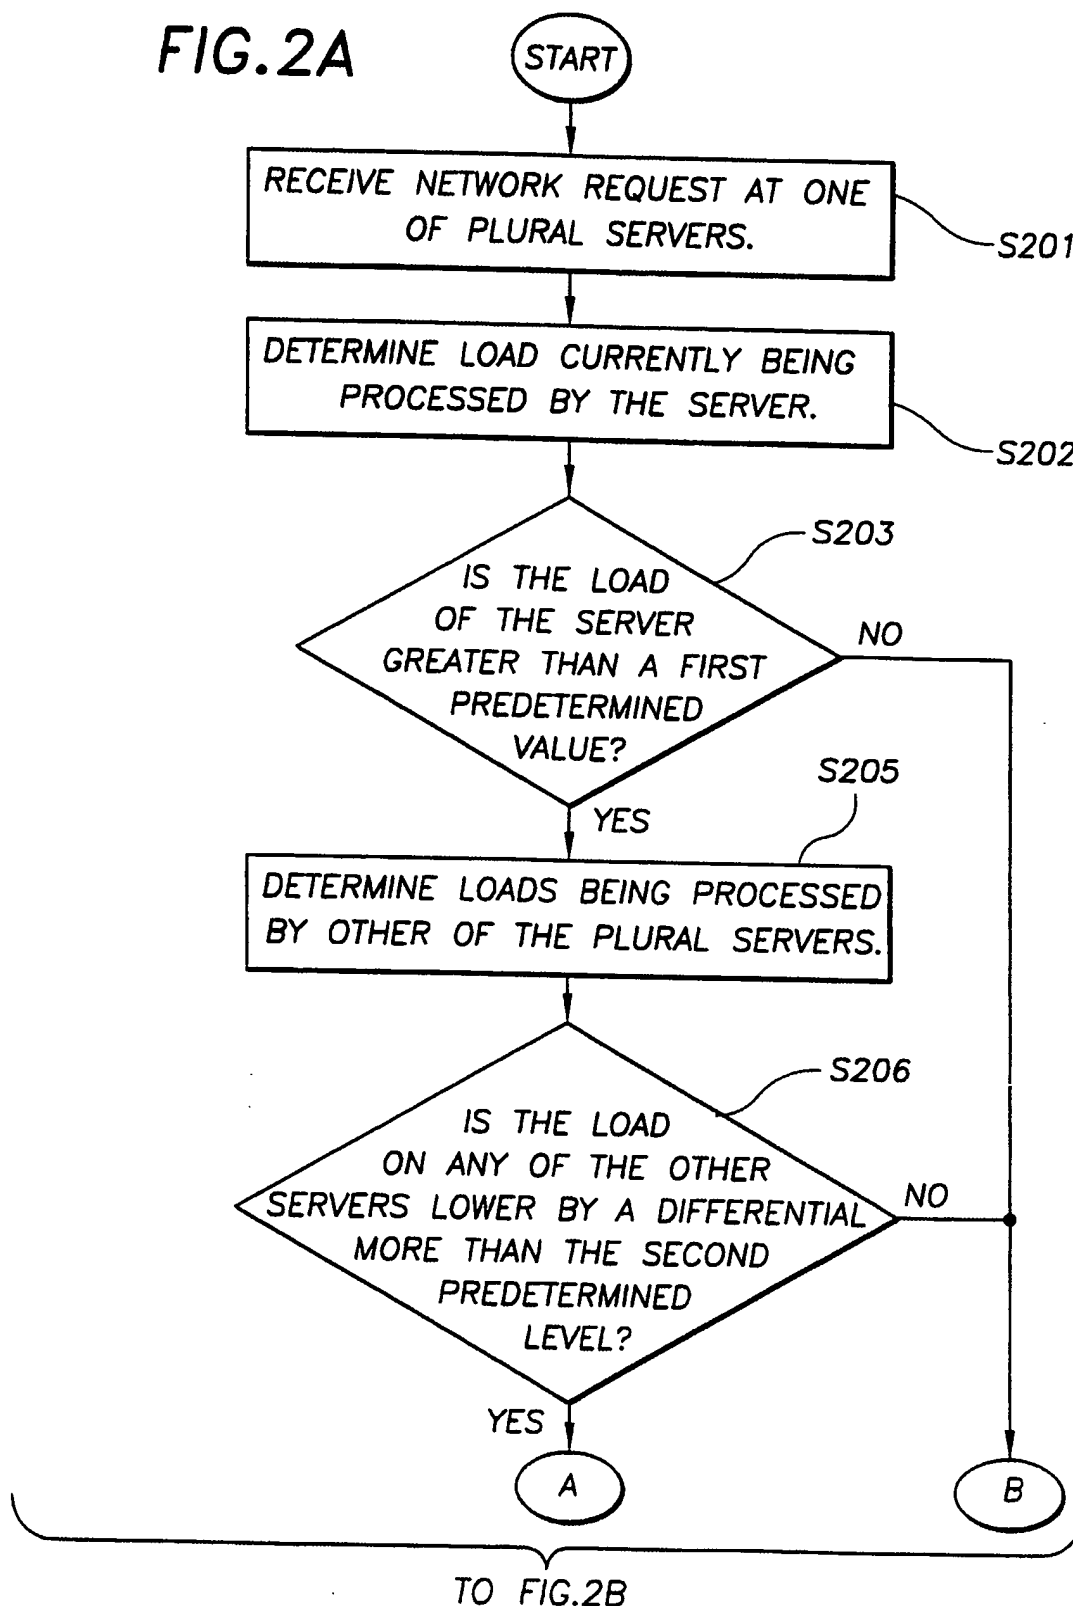 FIG.2A
START
RECEIVE NETWORK REQUEST AT ONE
OF PLURAL SERVERS.
S201
DETERMINE LOAD CURRENTLY BEING
PROCESSED BY THE SERVER.
S202
S203
IS THE LOAD
OF THE SERVER
GREATER THAN A FIRST
PREDETERMINED
VALUE?
NO
YES
S205
DETERMINE LOADS BEING PROCESSED
BY OTHER OF THE PLURAL SERVERS.
S206
IS THE LOAD
ON ANY OF THE OTHER
SERVERS LOWER BY A DIFFERENTIAL
MORE THAN THE SECOND
PREDETERMINED
LEVEL?
NO
YES
A
B
TO FIG.2B